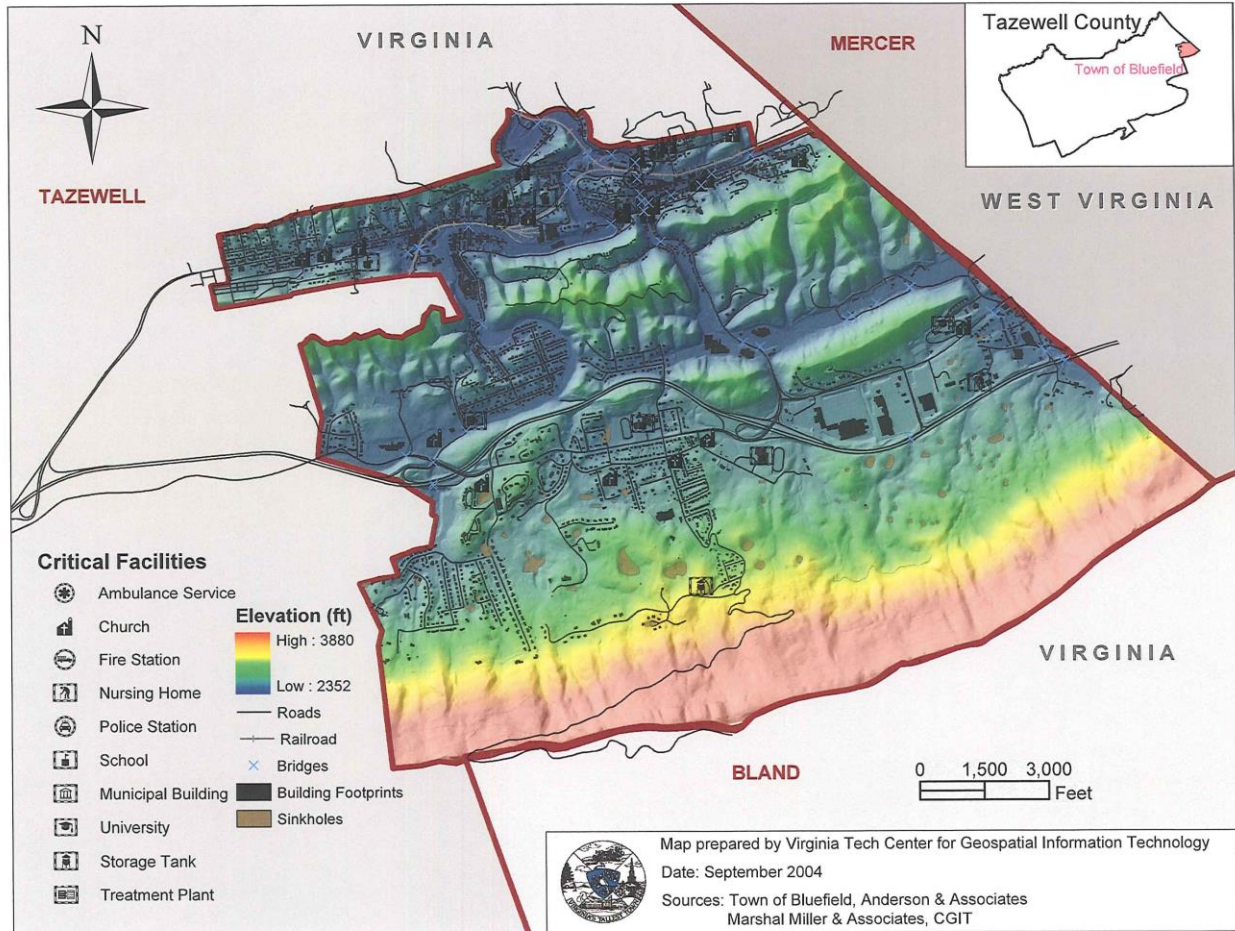 N
VIRGINIA
MERCER
Tazewell County
Town of Bluefield
TAZEWELL
WEST VIRGINIA
Critical Facilities
Ambulance Service
Church
Fire Station
Nursing Home
Police Station
School
Municipal Building
University
Storage Tank
Treatment Plant
Elevation (ft)
High : 3880
Low : 2352
Roads
Railroad
Bridges
Building Footprints
Sinkholes
VIRGINIA
BLAND
0 1,500 3,000
Feet
Map prepared by Virginia Tech Center for Geospatial Information Technology
Date: September 2004
Sources: Town of Bluefield, Anderson & Associates
Marshal Miller & Associates, CGIT